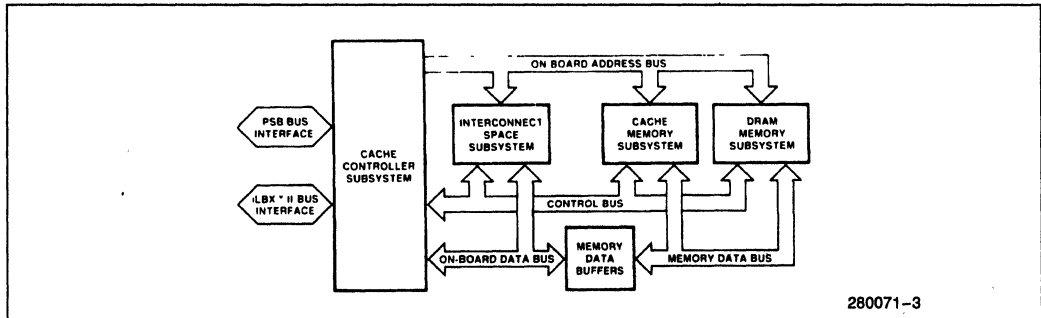 ON BOARD ADDRESS BUS
PSB BUS
INTERFACE
iLBX™ II BUS
INTERFACE
CACHE
CONTROLLER
SUBSYSTEM
INTERCONNECT
SPACE
SUBSYSTEM
CACHE
MEMORY
SUBSYSTEM
DRAM
MEMORY
SUBSYSTEM
CONTROL BUS
ON-BOARD DATA BUS
MEMORY
DATA
BUFFERS
MEMORY DATA BUS
280071-3